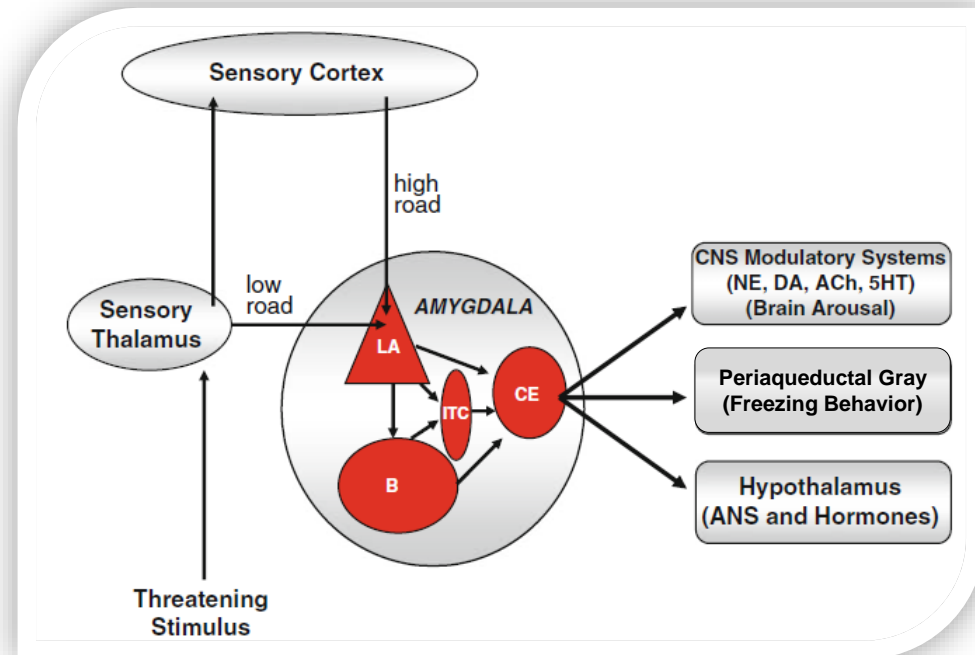 Sensory Cortex
high
road
low
road
Sensory
Thalamus
AMYGDALA
LA
ITC
CE
B
CNS Modulatory Systems
(NE, DA, ACh, 5HT)
(Brain Arousal)
Periaqueductal Gray
(Freezing Behavior)
Hypothalamus
(ANS and Hormones)
Threatening
Stimulus